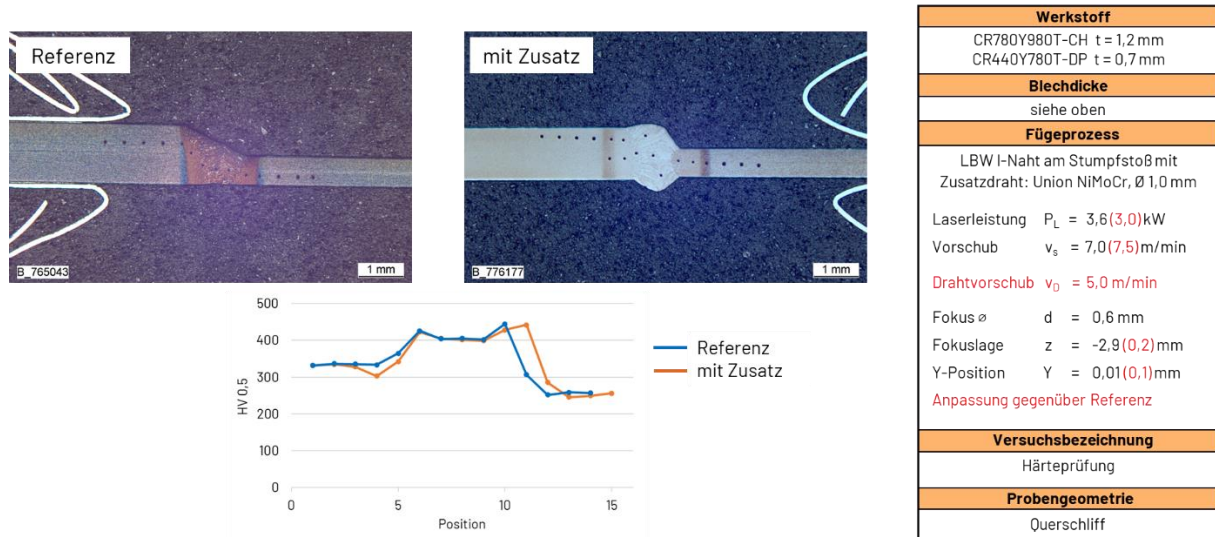 Referenz
B_765043
1 mm
mit Zusatz
B_776177
1 mm
500
400
300
200
100
0
HV 0,5
0
5
10
15
Position
Referenz
mit Zusatz
Werkstoff
CR780Y980T-CH t = 1,2 mm
CR440Y780T-DP t = 0,7 mm
Blechdicke
siehe oben
Fügeprozess
LBW I-Naht am Stumpfstoß mit
Zusatzdraht: Union NiMoCr, Ø 1,0 mm
Laserleistung P_L = 3,6 (3,0) kW
Vorschub v_s = 7,0 (7,5) m/min
Drahtvorschub v_D = 5,0 m/min
Fokus ⌀ d = 0,6 mm
Fokuslage z = -2,9 (0,2) mm
Y-Position Y = 0,01 (0,1) mm
Anpassung gegenüber Referenz
Versuchsbezeichnung
Härteprüfung
Probengeometrie
Querschliff